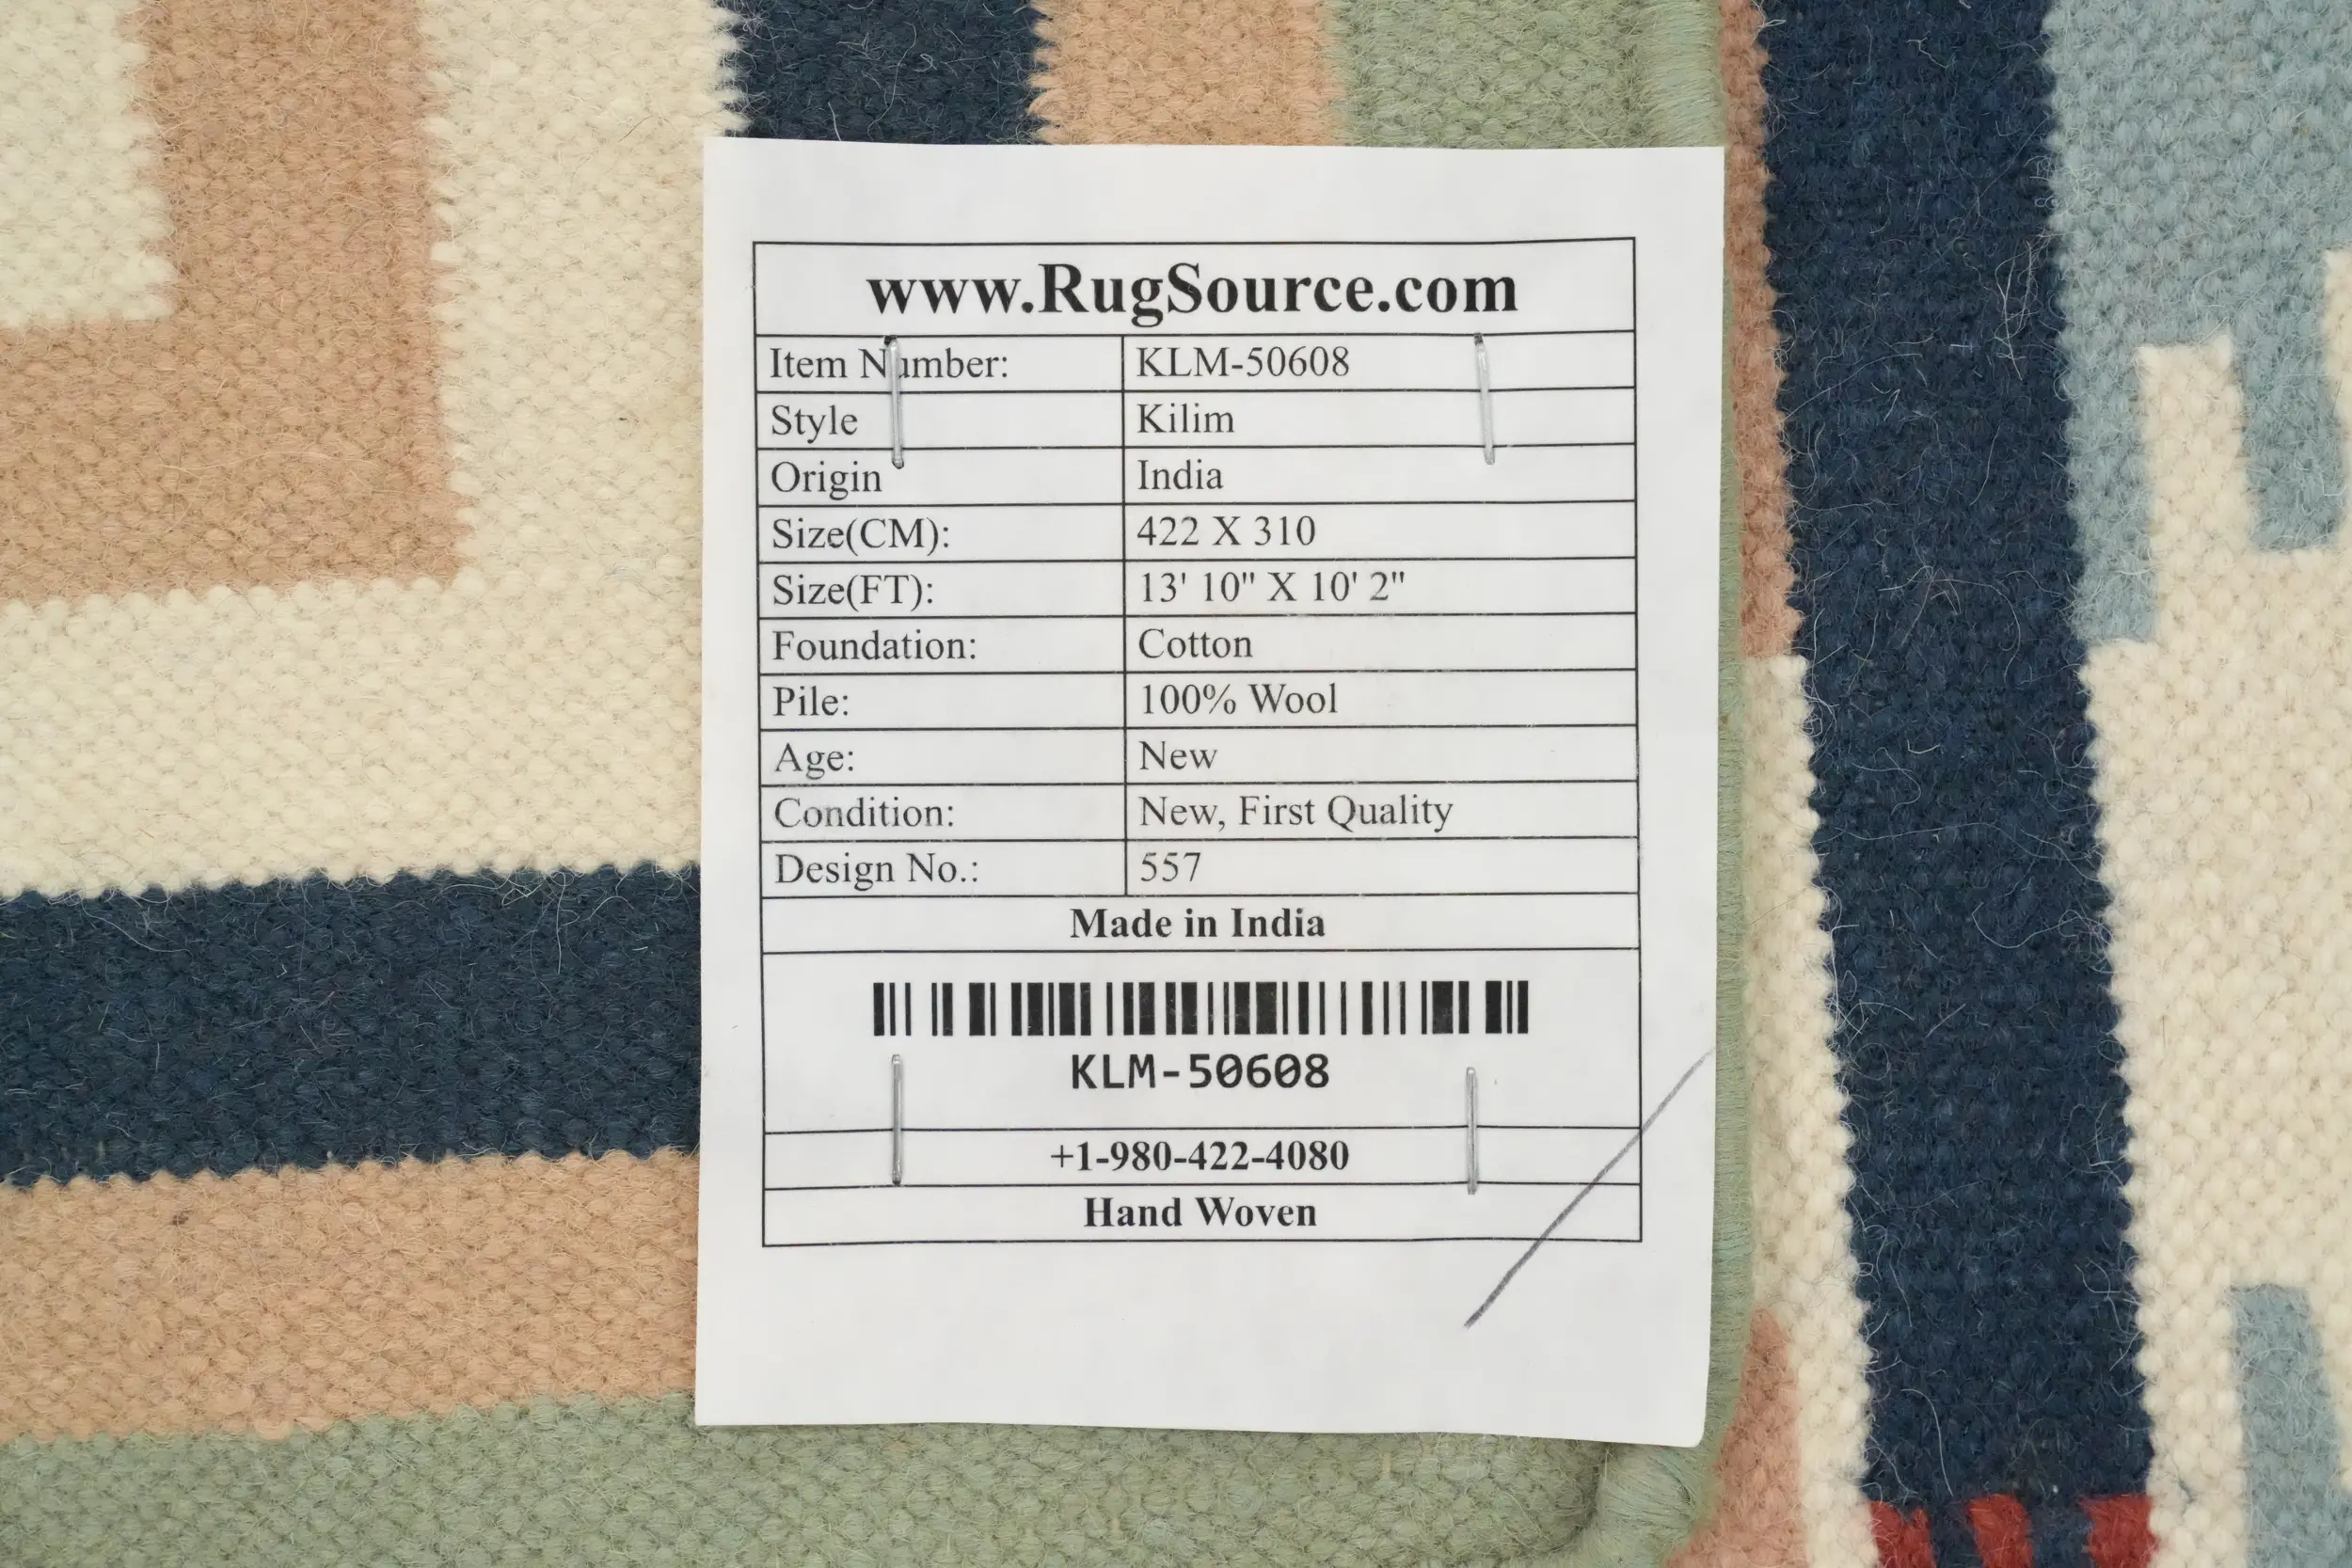 www.RugSource.com
Item Number: KLM-50608
Style Kilim
Origin India
Size(CM): 422 X 310
Size(FT): 13' 10" X 10' 2"
Foundation: Cotton
Pile: 100% Wool
Age: New
Condition: New, First Quality
Design No.: 557
Made in India
KLM-50608
+1-980-422-4080
Hand Woven